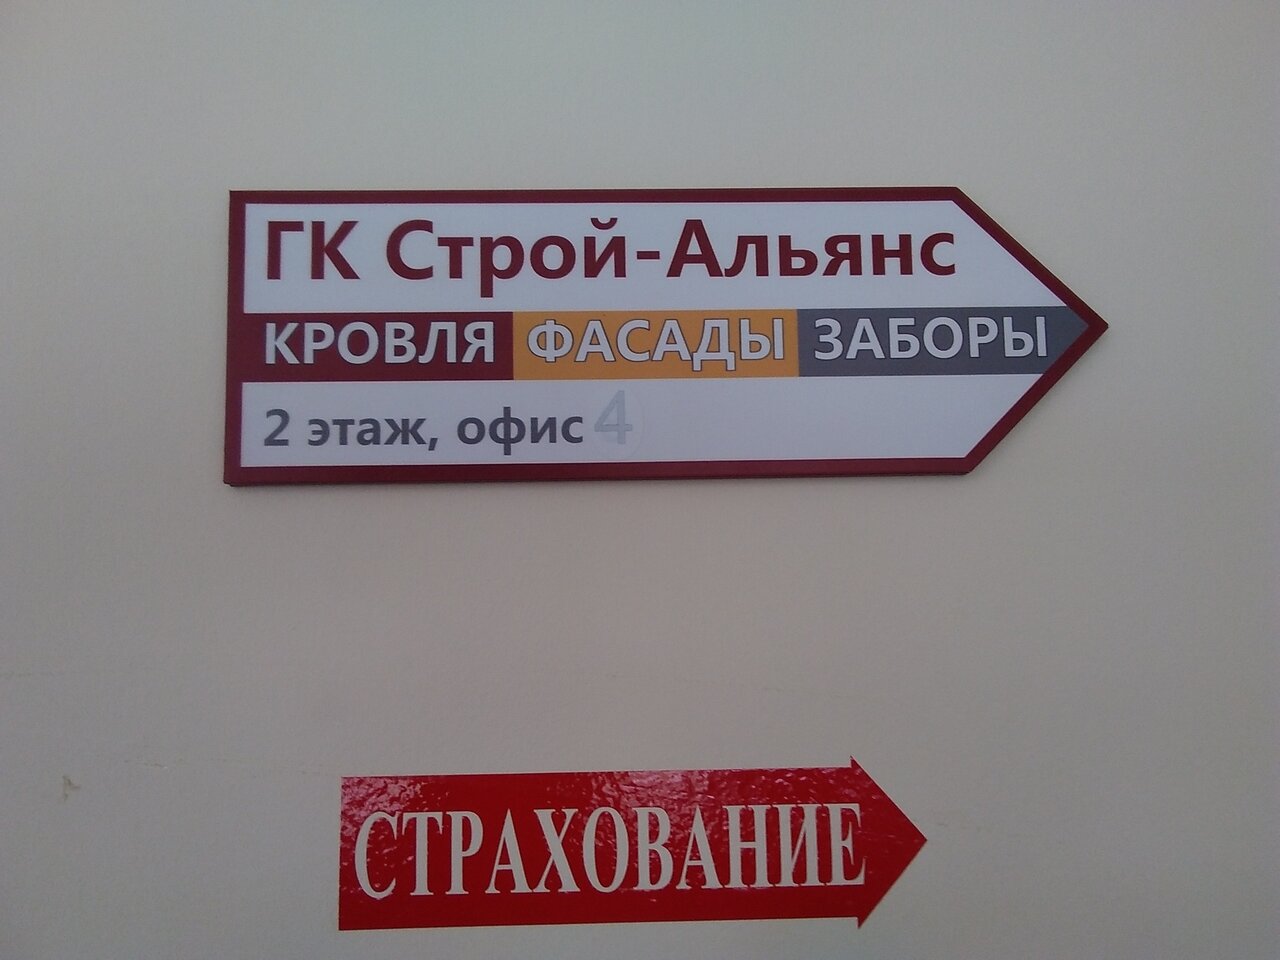 ГК Строй-Альянс
КРОВЛЯ ФАСАДЫ ЗАБОРЫ
2 этаж, офис 4
СТРАХОВАНИЕ